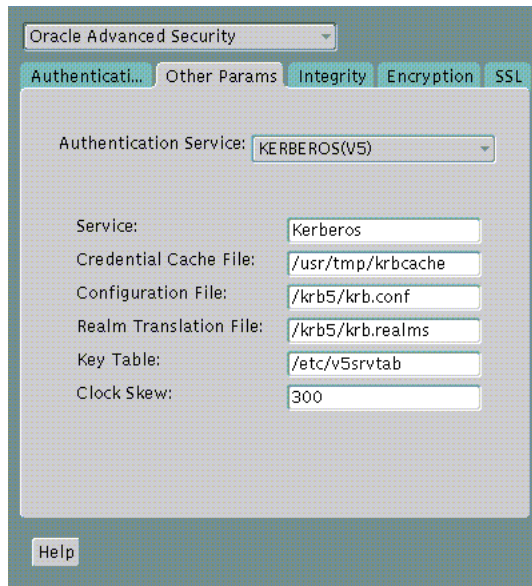 Oracle Advanced Security
Authenticati... Other Params Integrity Encryption SSL
Authentication Service: KERBEROS(V5)
Service: Kerberos
Credential Cache File: /usr/tmp/krbcache
Configuration File: /krb5/krb.conf
Realm Translation File: /krb5/krb.realms
Key Table: /etc/v5srvtab
Clock Skew: 300
Help